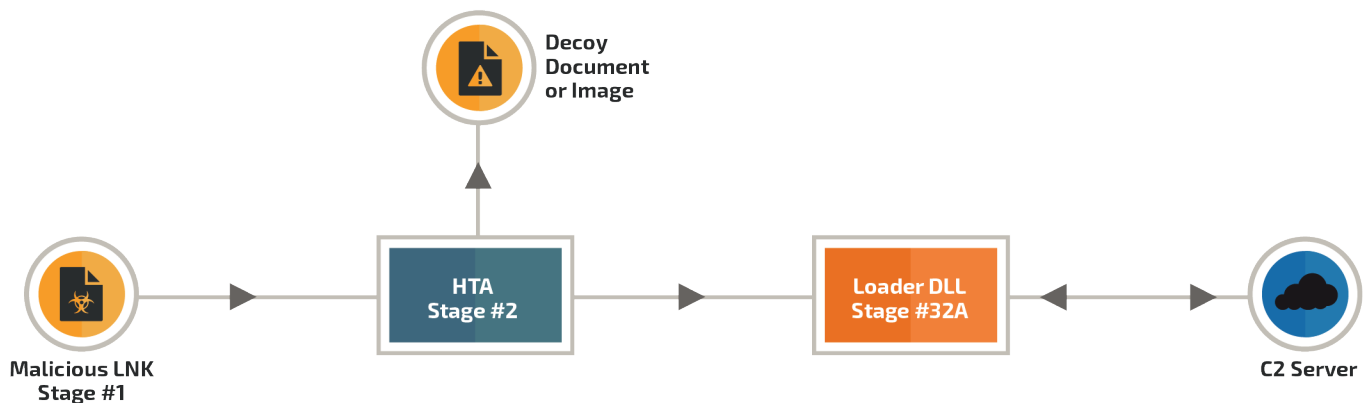 Decoy
Document
or Image
HTA
Stage #2
Loader DLL
Stage #32A
Malicious LNK
Stage #1
C2 Server